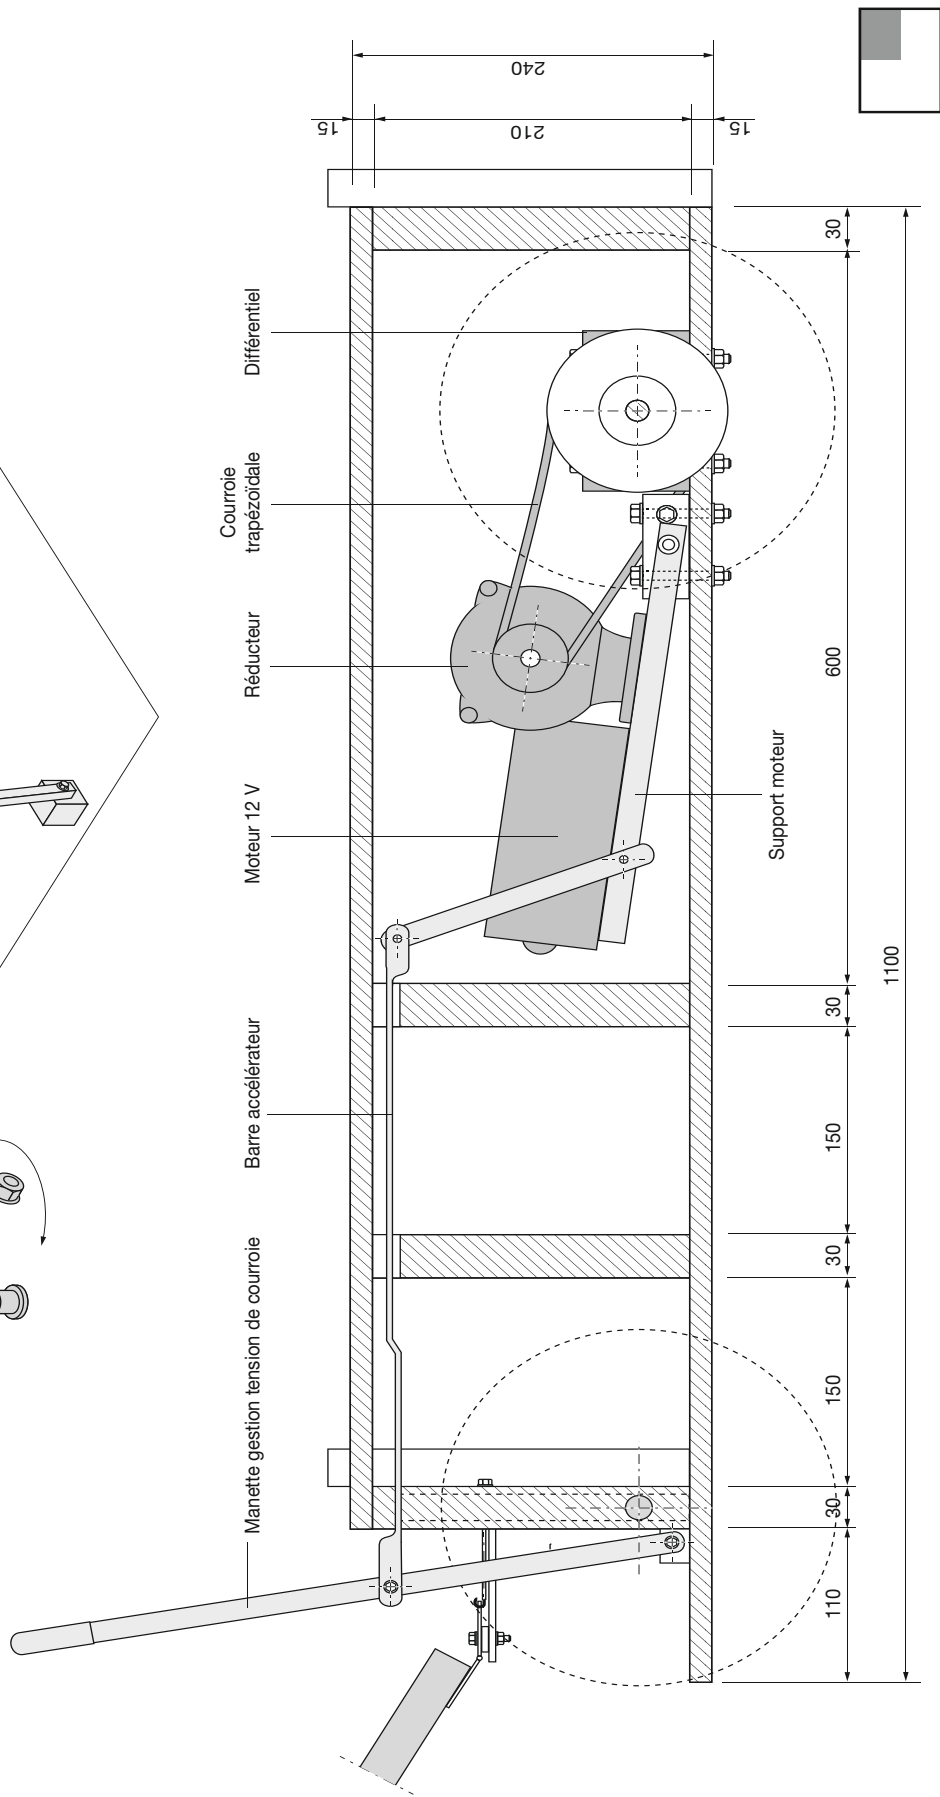 240
15
210
15
30
Différentiel
Courroie
trapézoïdale
Réducteur
600
Moteur 12 V
Support moteur
1100
30
Barre accélérateur
150
30
Manette gestion tension de courroie
150
30
110